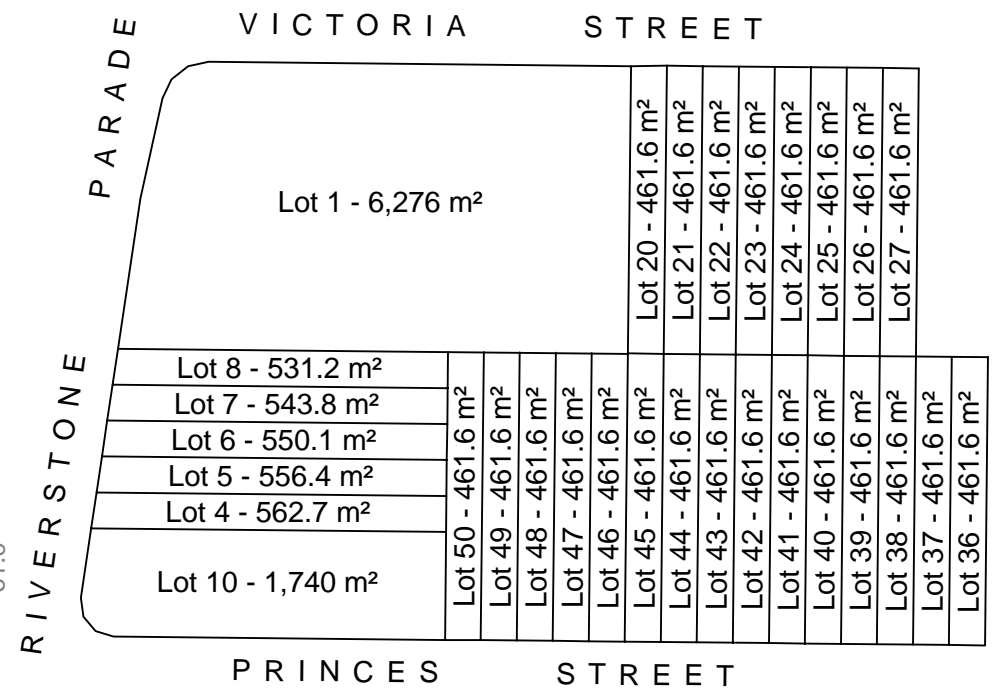 VICTORIA STREET
PARADE
Lot 1 - 6,276 m²
Lot 20 - 461.6 m²
Lot 21 - 461.6 m²
Lot 22 - 461.6 m²
Lot 23 - 461.6 m²
Lot 24 - 461.6 m²
Lot 25 - 461.6 m²
Lot 26 - 461.6 m²
Lot 27 - 461.6 m²
RIVERSTONE
Lot 8 - 531.2 m²
Lot 7 - 543.8 m²
Lot 6 - 550.1 m²
Lot 5 - 556.4 m²
Lot 4 - 562.7 m²
Lot 10 - 1,740 m²
Lot 50 - 461.6 m²
Lot 49 - 461.6 m²
Lot 48 - 461.6 m²
Lot 47 - 461.6 m²
Lot 46 - 461.6 m²
Lot 45 - 461.6 m²
Lot 44 - 461.6 m²
Lot 43 - 461.6 m²
Lot 42 - 461.6 m²
Lot 41 - 461.6 m²
Lot 40 - 461.6 m²
Lot 39 - 461.6 m²
Lot 38 - 461.6 m²
Lot 37 - 461.6 m²
Lot 36 - 461.6 m²
PRINCES STREET